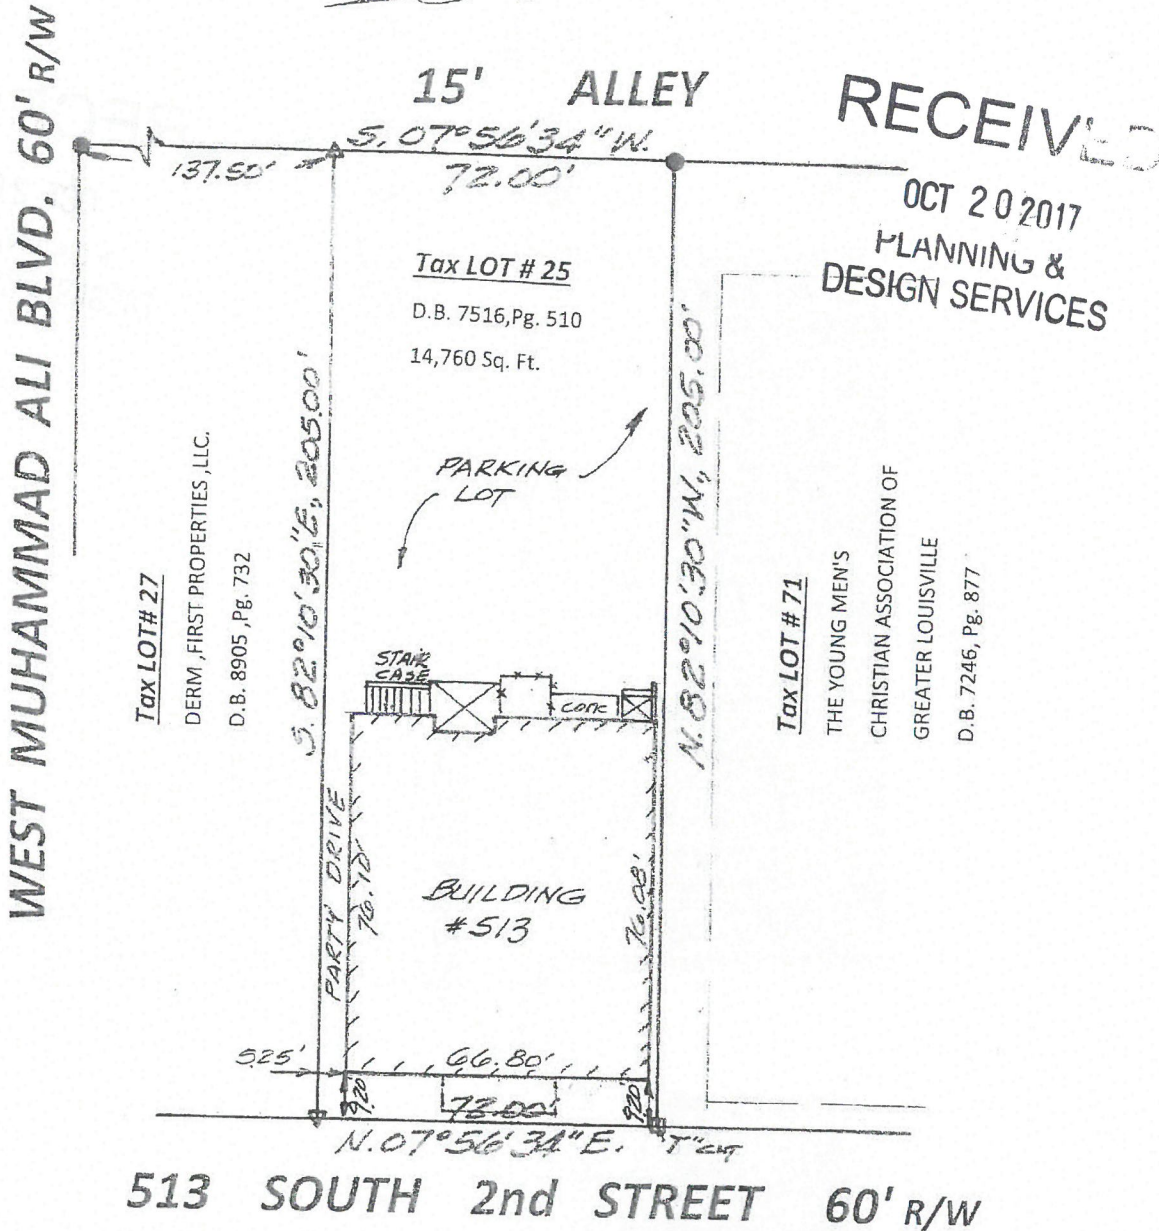 15' ALLEY
RECEIVED
OCT 20 2017
PLANNING &
DESIGN SERVICES
WEST MUHAMMAD ALI BLVD. 60' R/W
S. 07°56'34"W.
137.50'
72.00'
Tax LOT # 25
D.B. 7516,Pg. 510
14,760 Sq. Ft.
S. 82°10'30"E., 205.00'
N. 82°10'30"W., 205.00'
PARKING
LOT
Tax LOT# 27
DERM ,FIRST PROPERTIES ,LLC.
D.B. 8905 ,Pg. 732
Tax LOT # 71
THE YOUNG MEN'S
CHRISTIAN ASSOCIATION OF
GREATER LOUISVILLE
D.B. 7246, Pg. 877
STAIR
CASE
CONC
PARTY DRIVE
BUILDING
#513
76.08'
5.25'
66.80'
9.20'
72.00'
9.20'
N. 07°56'34"E.
"T" CUT
513 SOUTH 2nd STREET 60' R/W